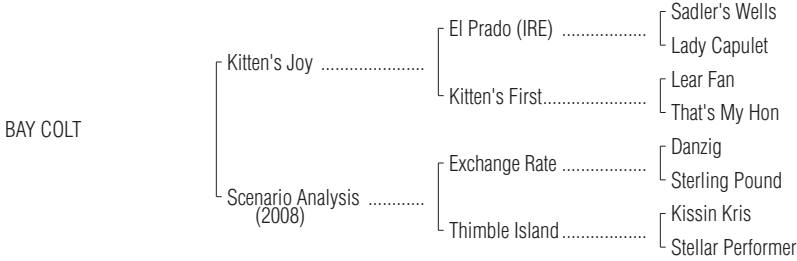 Sadler's Wells
El Prado (IRE) ..................
Lady Capulet
Kitten's Joy ......................
Lear Fan
Kitten's First......................
That's My Hon
BAY COLT
Danzig
Exchange Rate ..................
Sterling Pound
Scenario Analysis ............
(2008)
Kissin Kris
Thimble Island..................
Stellar Performer